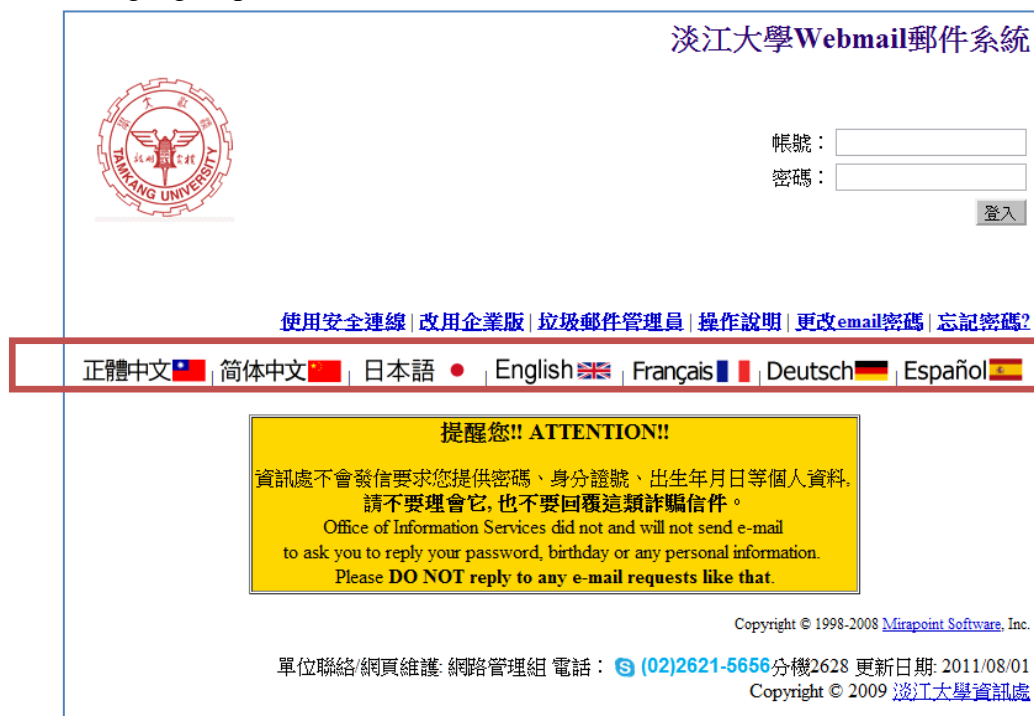 淡江大學Webmail郵件系統
TAMKANG UNIVERSITY
帳號：
密碼：
登入
使用安全連線 | 改用企業版 | 垃圾郵件管理員 | 操作說明 | 更改email密碼 | 忘記密碼?
正體中文 | 简体中文 | 日本語 | English | Français | Deutsch | Español
提醒您!! ATTENTION!!
資訊處不會發信要求您提供密碼、身分證號、出生年月日等個人資料,
請不要理會它, 也不要回覆這類詐騙信件。
Office of Information Services did not and will not send e-mail
to ask you to reply your password, birthday or any personal information.
Please DO NOT reply to any e-mail requests like that.
Copyright © 1998-2008 Mirapoint Software, Inc.
單位聯絡/網頁維護: 網路管理組 電話： (02)2621-5656分機2628 更新日期: 2011/08/01
Copyright © 2009 淡江大學資訊處